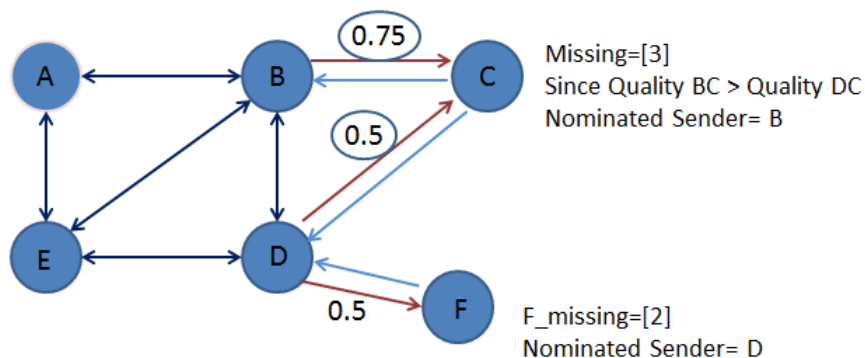 0.75
A
B
C
Missing=[3]
Since Quality BC > Quality DC
Nominated Sender= B
0.5
E
D
0.5
F
F_missing=[2]
Nominated Sender= D